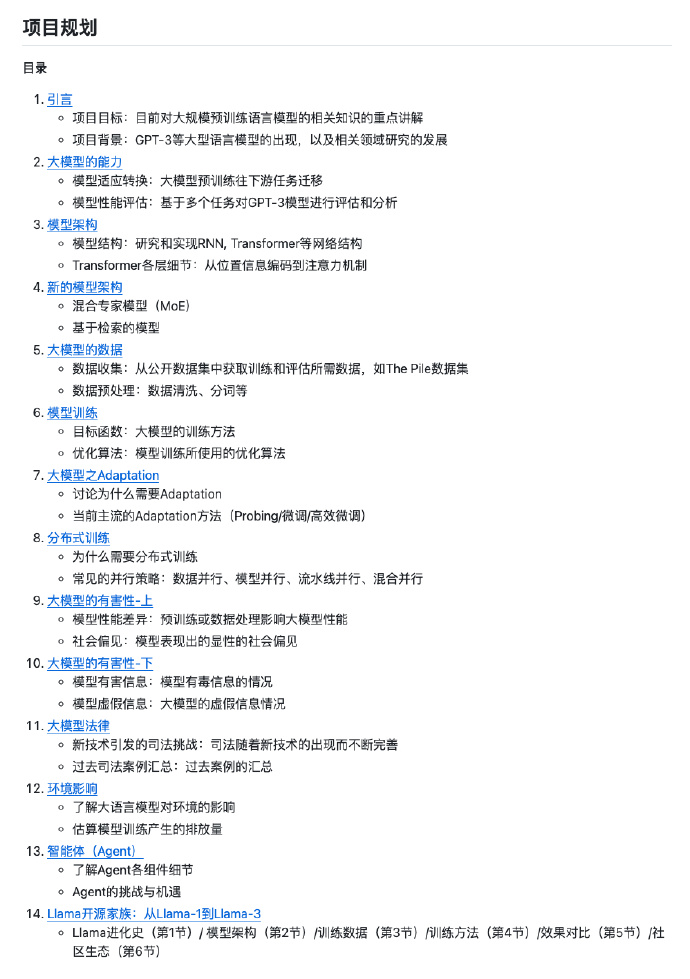 项目规划
目录
1. 引言
项目目标：目前对大规模预训练语言模型的相关知识的重点讲解
项目背景：GPT-3等大型语言模型的出现，以及相关领域研究的发展
2. 大模型的能力
模型适应转换：大模型预训练往下游任务迁移
模型性能评估：基于多个任务对GPT-3模型进行评估和分析
3. 模型架构
模型结构：研究和实现RNN, Transformer等网络结构
Transformer各层细节：从位置信息编码到注意力机制
4. 新的模型架构
混合专家模型（MoE）
基于检索的模型
5. 大模型的数据
数据收集：从公开数据集中获取训练和评估所需数据，如The Pile数据集
数据预处理：数据清洗、分词等
6. 模型训练
目标函数：大模型的训练方法
优化算法：模型训练所使用的优化算法
7. 大模型之Adaptation
讨论为什么需要Adaptation
当前主流的Adaptation方法（Probing/微调/高效微调）
8. 分布式训练
为什么需要分布式训练
常见的并行策略：数据并行、模型并行、流水线并行、混合并行
9. 大模型的有害性-上
模型性能差异：预训练或数据处理影响大模型性能
社会偏见：模型表现出的显性的社会偏见
10. 大模型的有害性-下
模型有害信息：模型有毒信息的情况
模型虚假信息：大模型的虚假信息情况
11. 大模型法律
新技术引发的司法挑战：司法随着新技术的出现而不断完善
过去司法案例汇总：过去案例的汇总
12. 环境影响
了解大语言模型对环境的影响
估算模型训练产生的排放量
13. 智能体（Agent）
了解Agent各组件细节
Agent的挑战与机遇
14. Llama开源家族：从Llama-1到Llama-3
Llama进化史（第1节）/ 模型架构（第2节）/训练数据（第3节）/训练方法（第4节）/效果对比（第5节）/社
区生态（第6节）